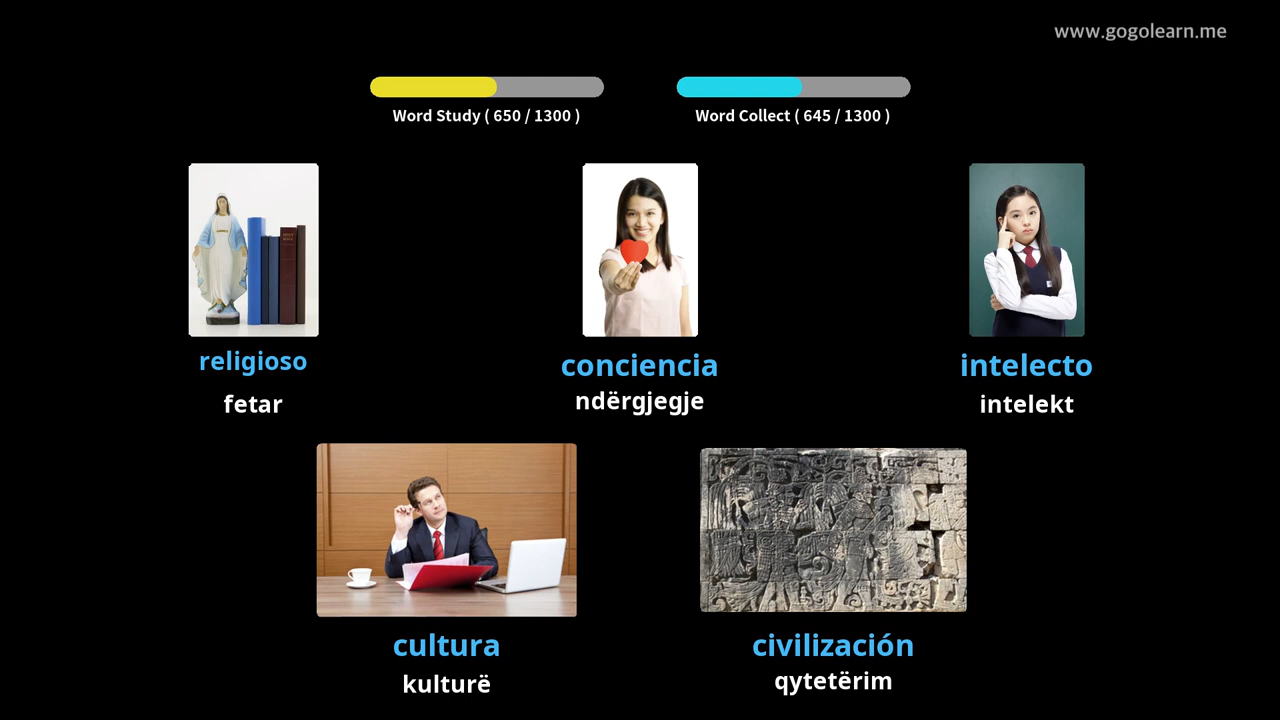 www.gogolearn.me
Word Study ( 650 / 1300 )
Word Collect ( 645 / 1300 )
religioso
fetar
conciencia
ndërgjegje
intelecto
intelekt
cultura
kulturë
civilización
qytetërim